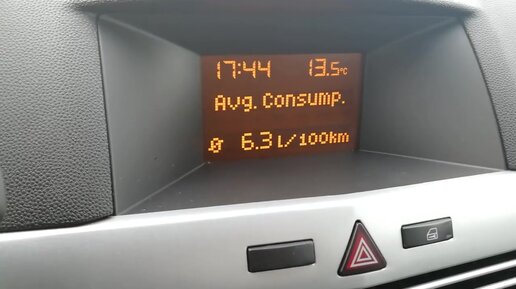 17:44 13.5°C
Avg. Consump.
Ø 6.3 l/100km